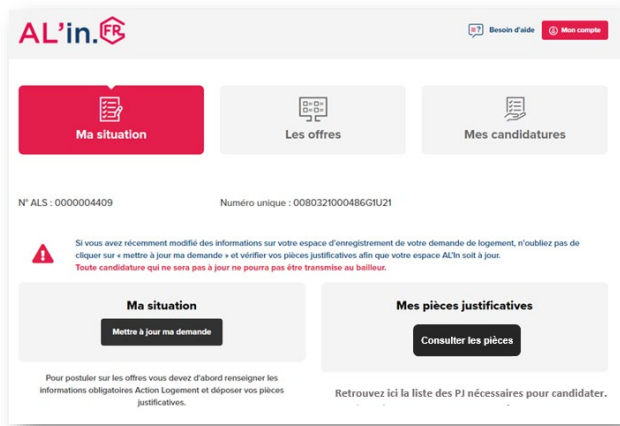 AL'in.FR
Besoin d'aide
Mon compte
Ma situation
Les offres
Mes candidatures
N° ALS : 0000004409
Numéro unique : 0080321000486G1U21
Si vous avez récemment modifié des informations sur votre espace d'enregistrement de votre demande de logement, n'oubliez pas de
cliquer sur « mettre à jour ma demande » et vérifier vos pièces justificatives afin que votre espace AL'in soit à jour.
Toute candidature qui ne sera pas à jour ne pourra pas être transmise au bailleur.
Ma situation
Mettre à jour ma demande
Pour postuler sur les offres vous devez d'abord renseigner les
informations obligatoires Action Logement et déposer vos pièces
justificatives.
Mes pièces justificatives
Consulter les pièces
Retrouvez ici la liste des PJ nécessaires pour candidater.